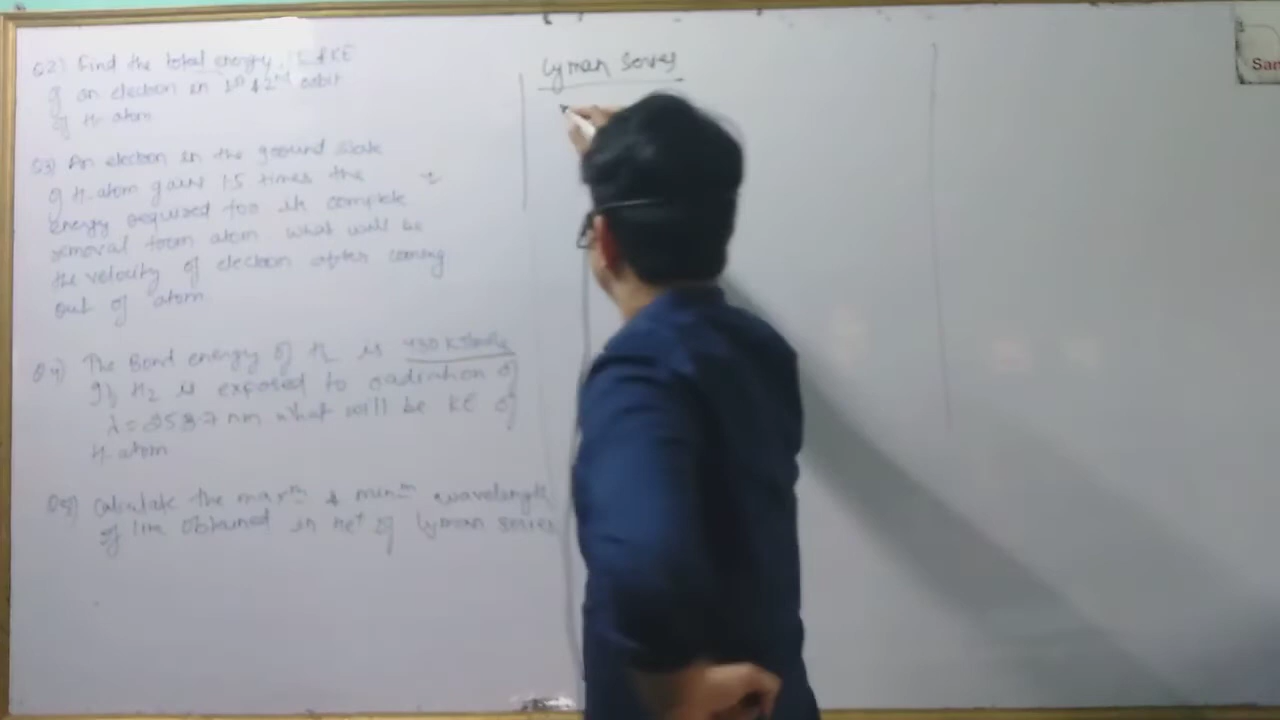 Q2) Find the total energy, PE & KE
of an electron in 1st & 2nd orbit
of H-atom
Q3) An electron in the ground state
of H-atom gains 1.5 times the
energy required for its complete
removal from atom what will be
the velocity of electron after coming
out of atom
Q4) The Bond energy of H2 is 430 KJ/mole
If H2 is exposed to radiation of
λ = 253.7 nm what will be KE of
H-atom
Q5) Calculate the maxm & minm wavelength
of line obtained in He+ of Lyman series
Lyman Series
San